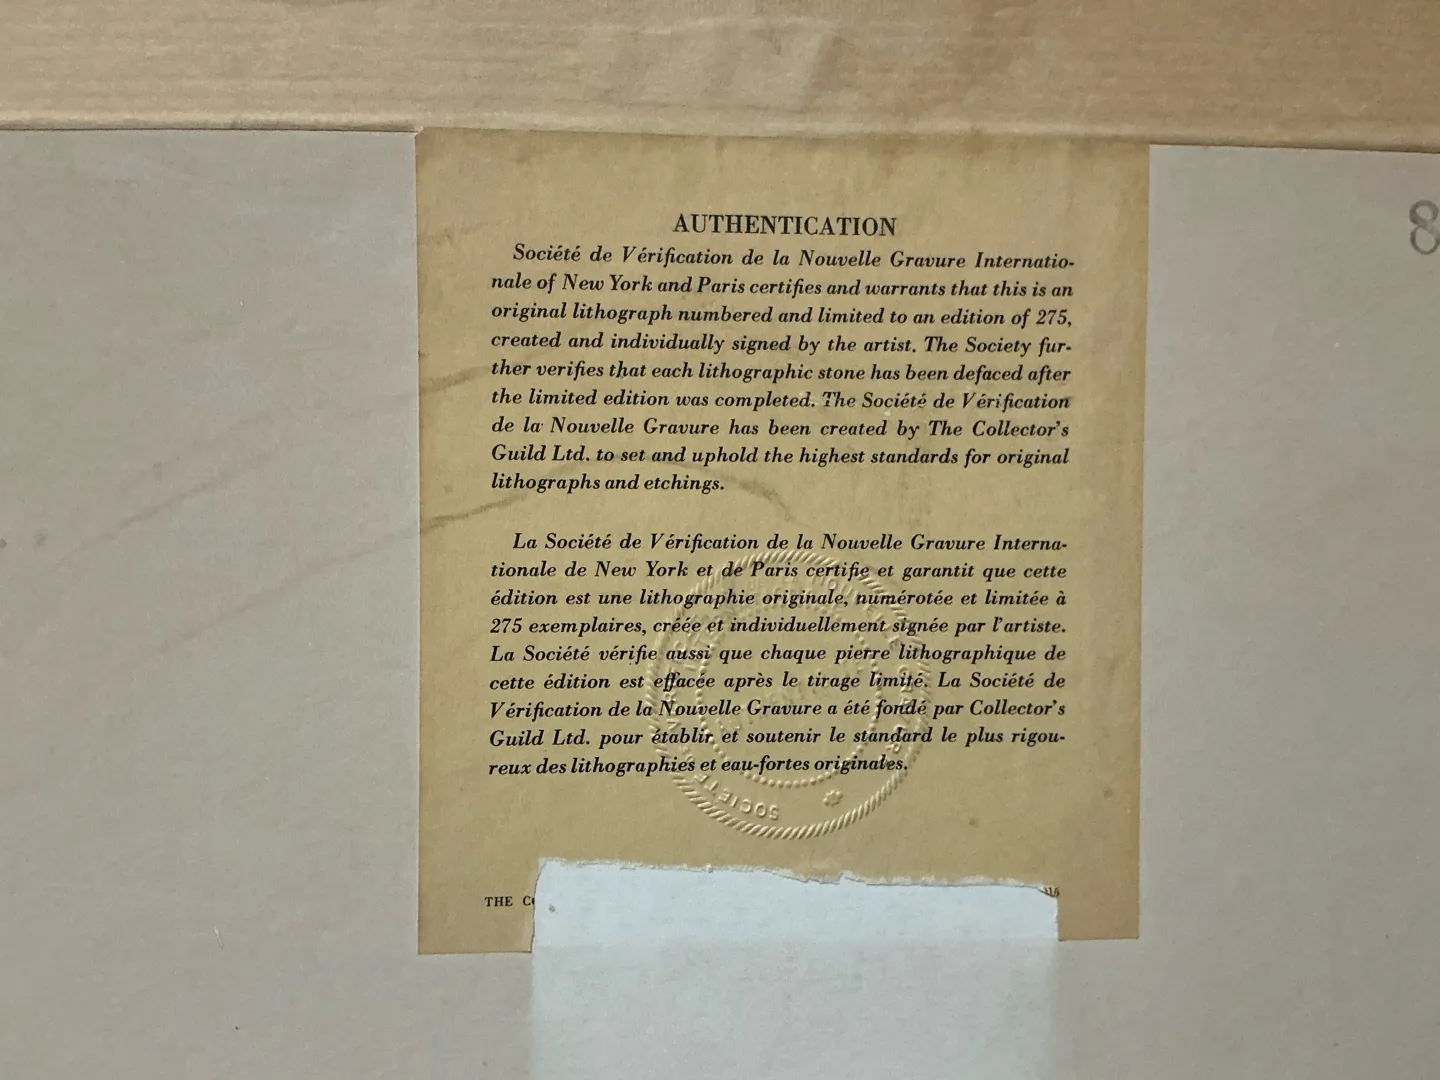 AUTHENTICATION
Société de Vérification de la Nouvelle Gravure Internatio-
nale of New York and Paris certifies and warrants that this is an
original lithograph numbered and limited to an edition of 275,
created and individually signed by the artist. The Society fur-
ther verifies that each lithographic stone has been defaced after
the limited edition was completed. The Société de Vérification
de la Nouvelle Gravure has been created by The Collector's
Guild Ltd. to set and uphold the highest standards for original
lithographs and etchings.
La Société de Vérification de la Nouvelle Gravure Interna-
tionale de New York et de Paris certifie et garantit que cette
édition est une lithographie originale, numérotée et limitée à
275 exemplaires, créée et individuellement signée par l'artiste.
La Société vérifie aussi que chaque pierre lithographique de
cette édition est effacée après le tirage limité. La Société de
Vérification de la Nouvelle Gravure a été fondé par Collector's
Guild Ltd. pour établir et soutenir le standard le plus rigou-
reux des lithographies et eau-fortes originales.
SOCIETE
THE
8